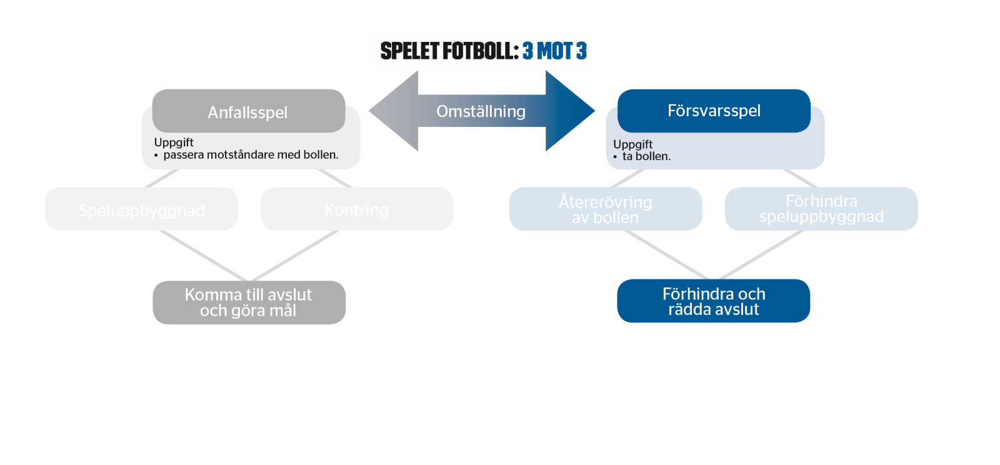 SPELET FOTBOLL: 3 MOT 3
Anfallsspel
Uppgift
• passera motståndare med bollen.
Omställning
Försvarsspel
Uppgift
• ta bollen.
Speluppbyggnad
Kontring
Återerövring
av bollen
Förhindra
speluppbyggnad
Komma till avslut
och göra mål
Förhindra och
rädda avslut